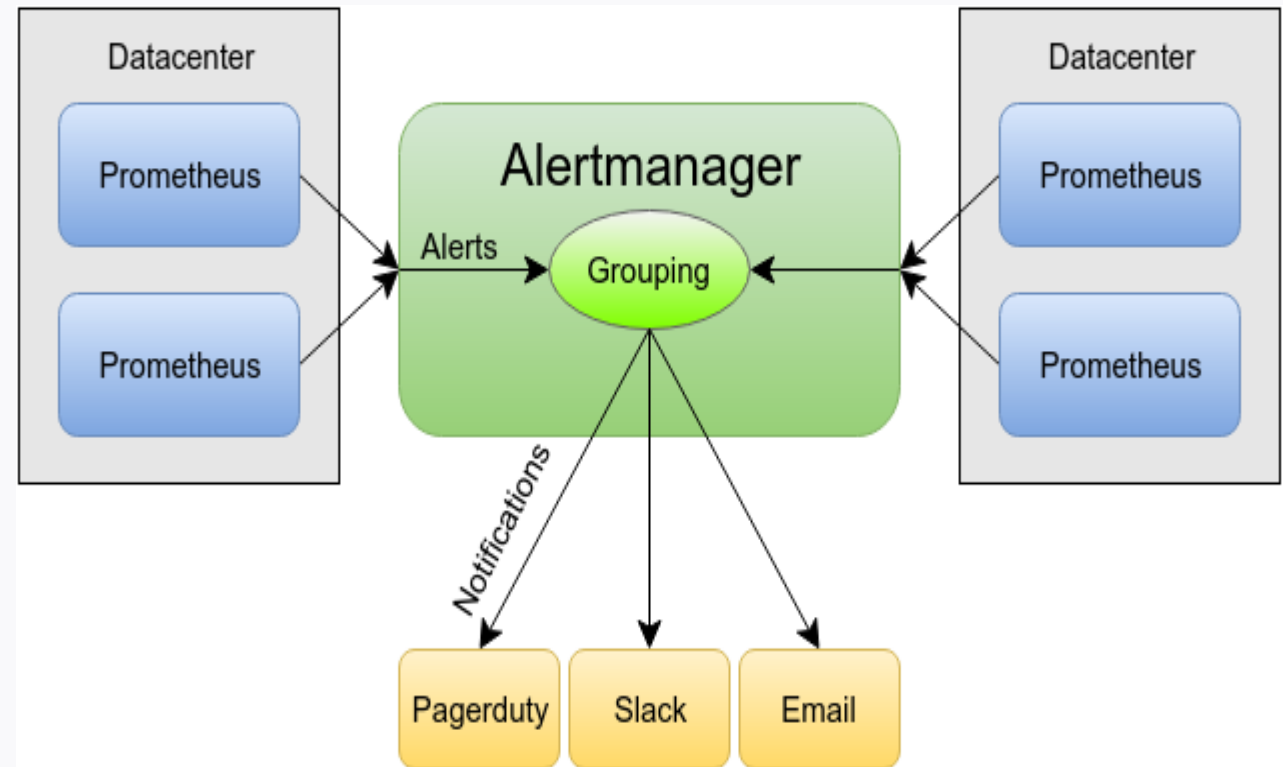 Datacenter
Prometheus
Prometheus
Alertmanager
Alerts
Grouping
Datacenter
Prometheus
Prometheus
Notifications
Pagerduty
Slack
Email